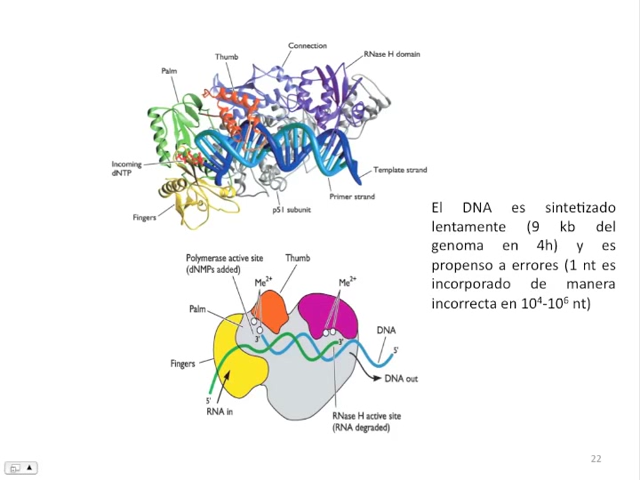 Connection
Thumb
RNase H domain
Palm
Incoming
dNTP
Template strand
Primer strand
p51 subunit
Fingers
El DNA es sintetizado
lentamente (9 kb del
genoma en 4h) y es
propenso a errores (1 nt es
incorporado de manera
incorrecta en 10⁴-10⁶ nt)
Polymerase active site
(dNMPs added)
Thumb
Me²⁺
Me²⁺
Palm
3'
3'
DNA
5'
Fingers
DNA out
5'
RNA in
RNase H active site
(RNA degraded)
22